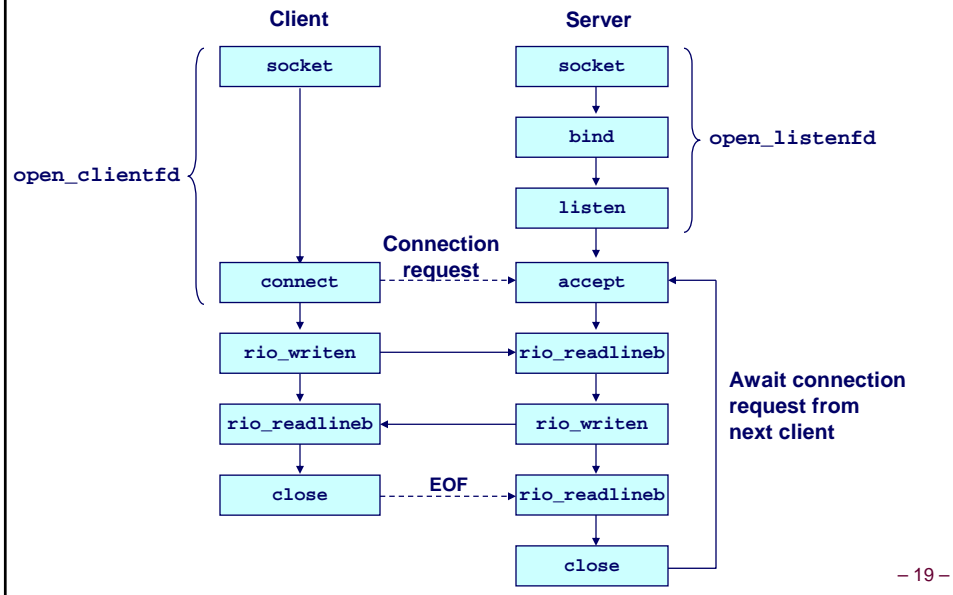 Client
Server
socket
socket
bind
open_listenfd
open_clientfd
listen
Connection
request
connect
accept
rio_writen
rio_readlineb
Await connection
request from
next client
rio_readlineb
rio_writen
close
EOF
rio_readlineb
close
– 19 –